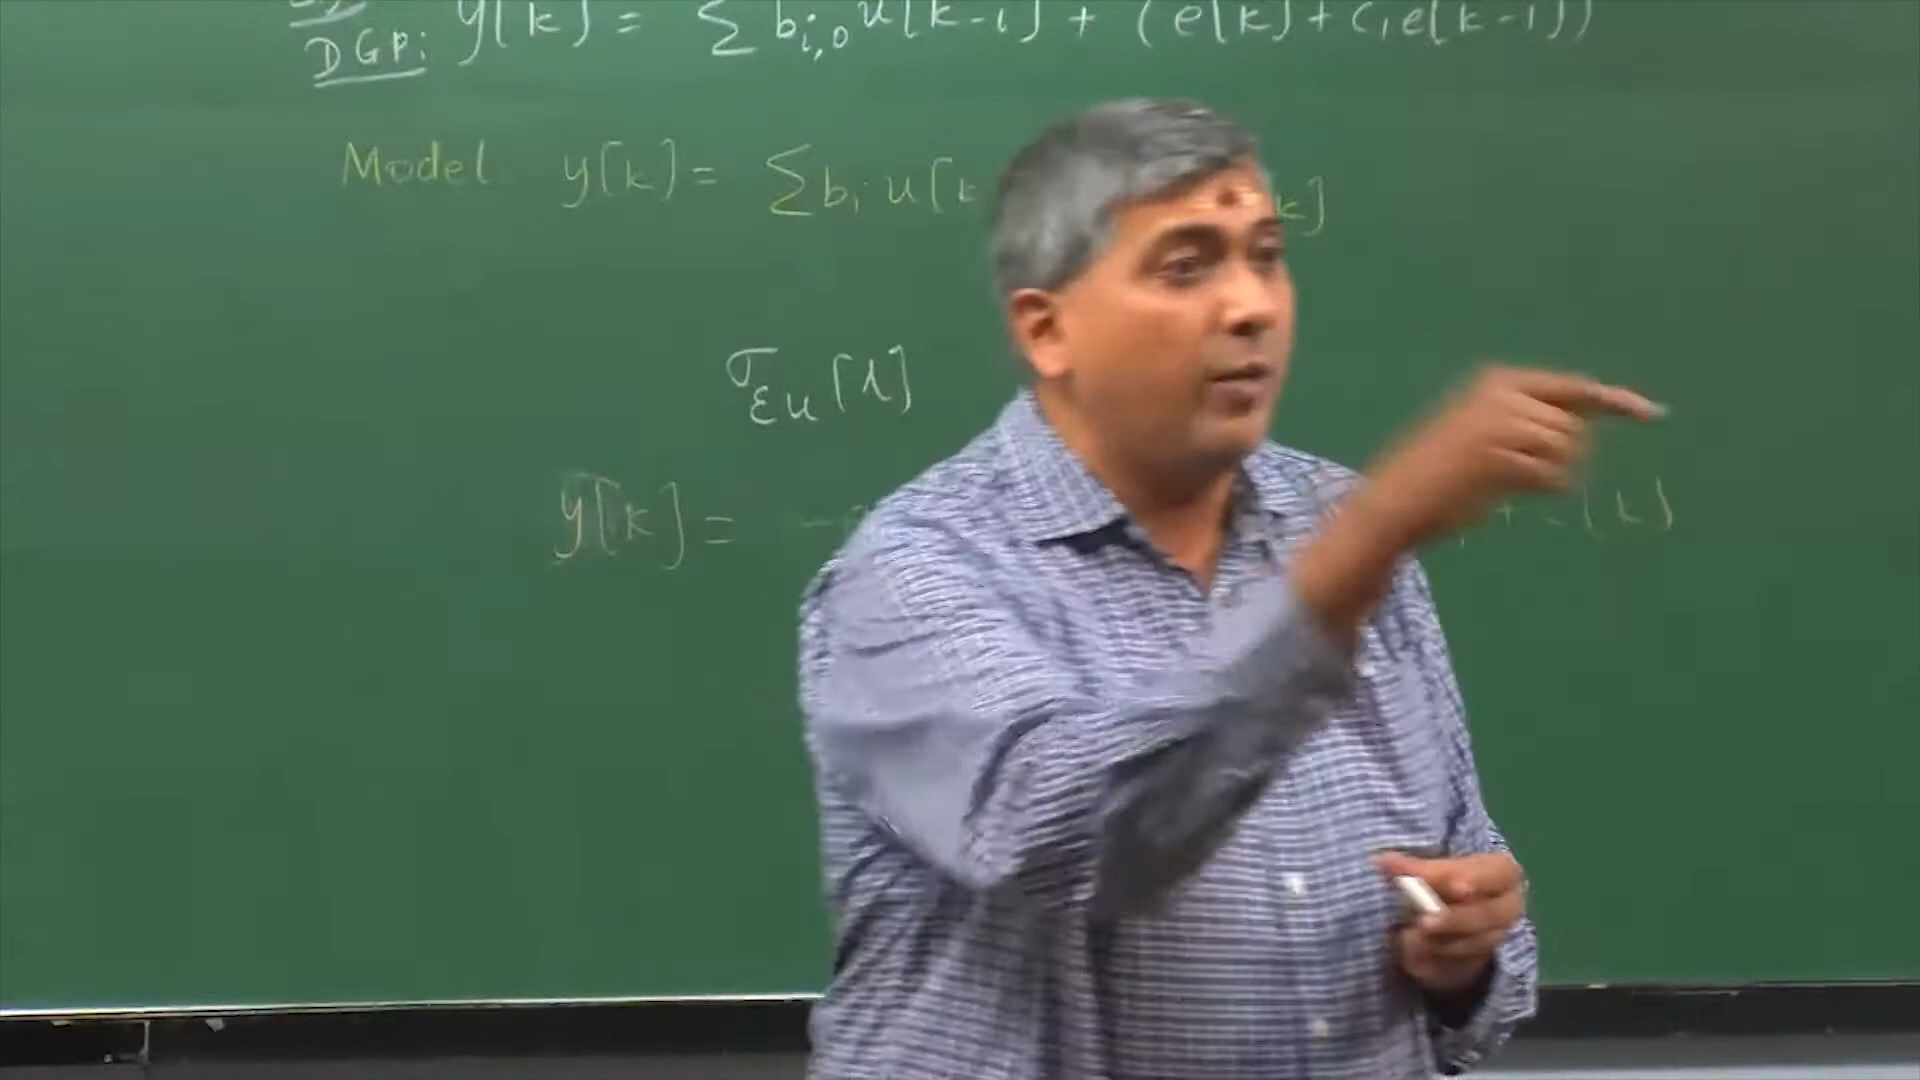 DGP: y[k] = Σ b_{i,0} u[k-i] + (e[k] + c_1 e[k-1])
Model y[k] = Σ b_i u[k k]
σ_{εu}[l]
y[k] = - + [k]